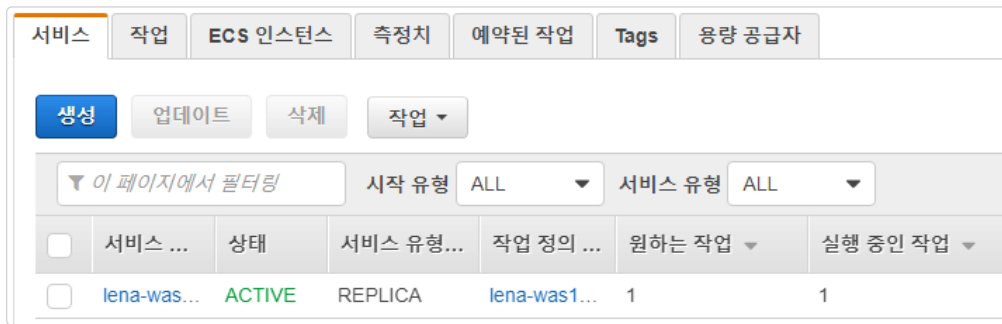 서비스 작업 ECS 인스턴스 측정치 예약된 작업 Tags 용량 공급자
생성 업데이트 삭제 작업
이 페이지에서 필터링 시작 유형 ALL 서비스 유형 ALL
서비스 ... 상태 서비스 유형... 작업 정의 ... 원하는 작업 실행 중인 작업
lena-was... ACTIVE REPLICA lena-was1... 1 1